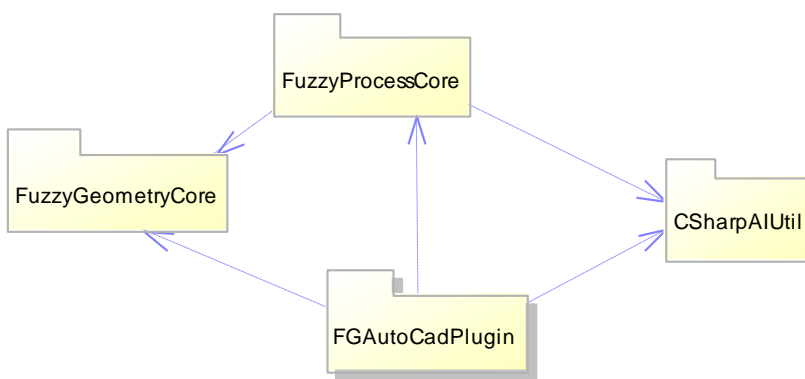 FuzzyProcessCore
FuzzyGeometryCore
CSharpAIUtil
FGAutoCadPlugin